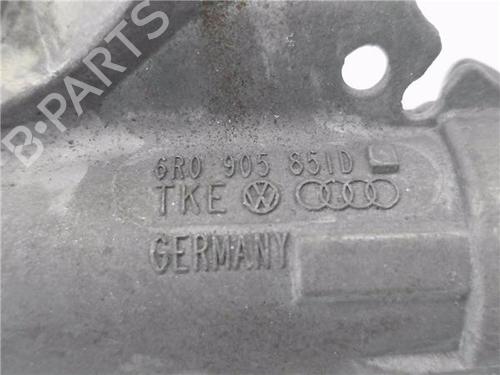 B-PARTS
6R0 905 851D
TKE
GERMANY